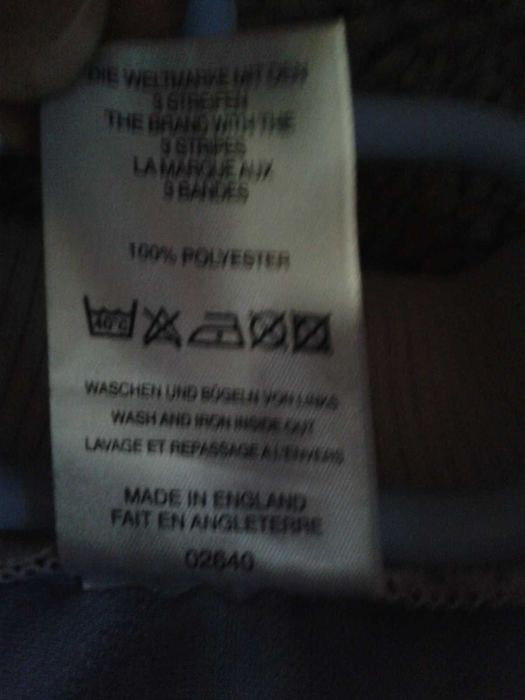 DIE WELTMARKE MIT DEN
3 STREIFEN
THE BRAND WITH THE
3 STRIPES
LA MARQUE AUX
3 BANDES
100% POLYESTER
40°C
WASCHEN UND BÜGELN VON LINKS
WASH AND IRON INSIDE OUT
LAVAGE ET REPASSAGE A L'ENVERS
MADE IN ENGLAND
FAIT EN ANGLETERRE
02640